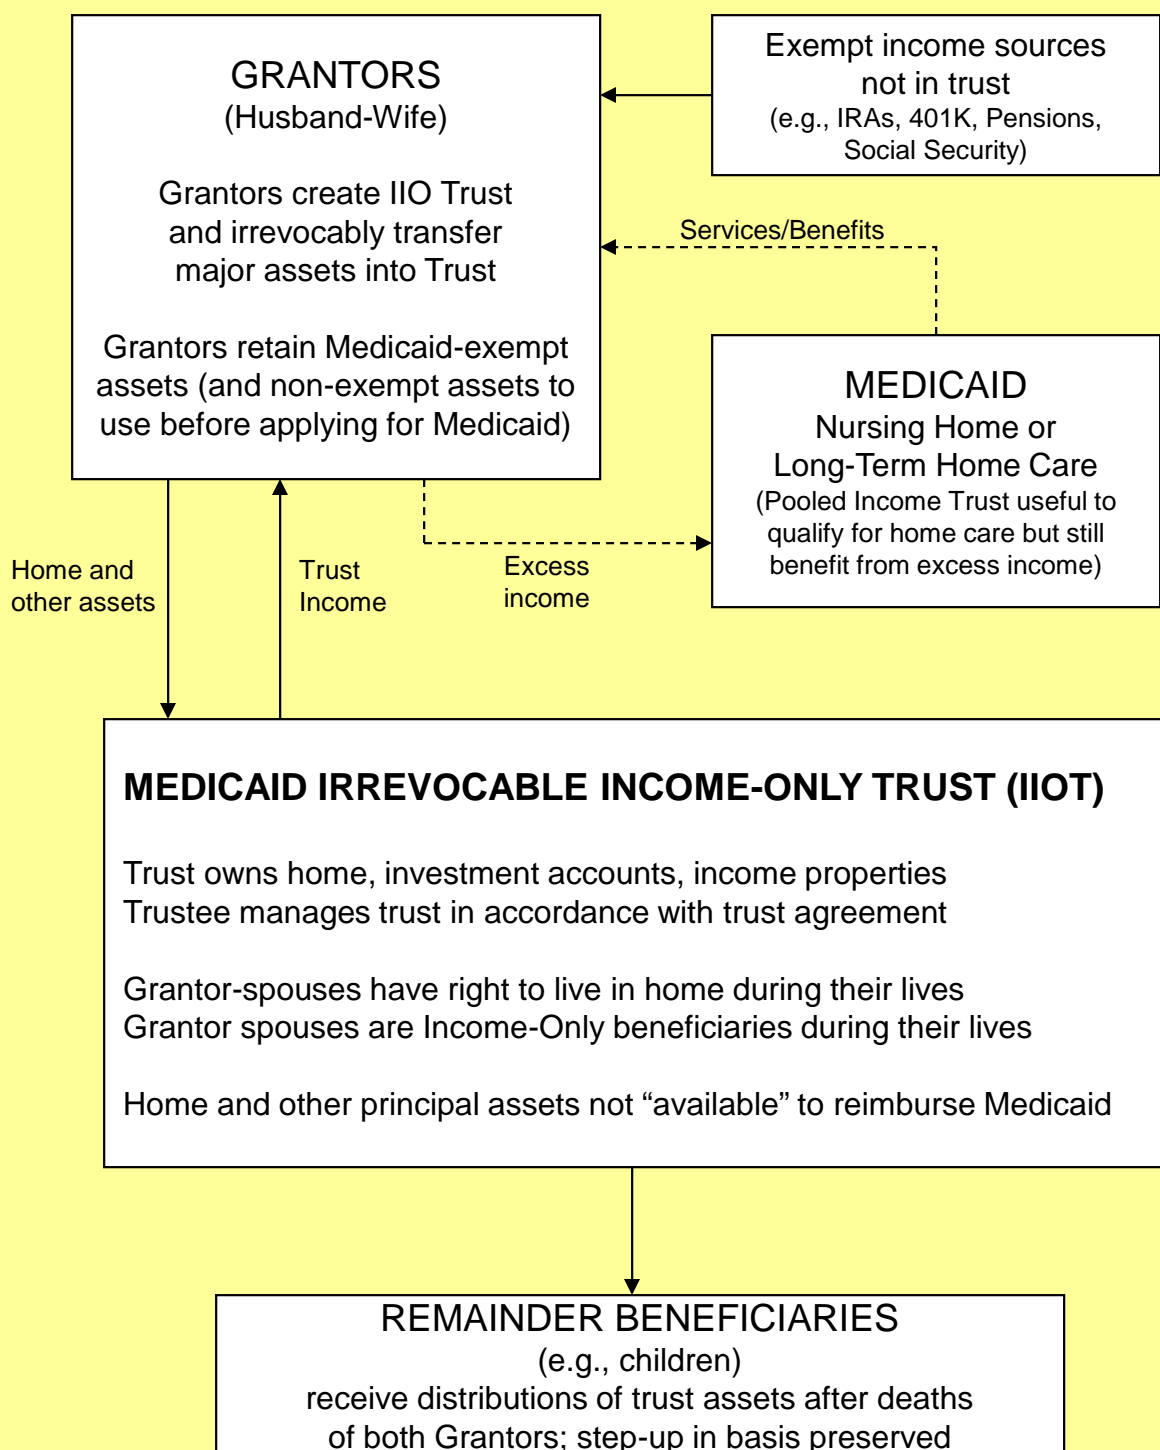 GRANTORS
(Husband-Wife)
Grantors create IIO Trust
and irrevocably transfer
major assets into Trust
Grantors retain Medicaid-exempt
assets (and non-exempt assets to
use before applying for Medicaid)
Exempt income sources
not in trust
(e.g., IRAs, 401K, Pensions,
Social Security)
Services/Benefits
MEDICAID
Nursing Home or
Long-Term Home Care
(Pooled Income Trust useful to
qualify for home care but still
benefit from excess income)
Home and
other assets
Trust
Income
Excess
income
MEDICAID IRREVOCABLE INCOME-ONLY TRUST (IIOT)
Trust owns home, investment accounts, income properties
Trustee manages trust in accordance with trust agreement
Grantor-spouses have right to live in home during their lives
Grantor spouses are Income-Only beneficiaries during their lives
Home and other principal assets not “available” to reimburse Medicaid
REMAINDER BENEFICIARIES
(e.g., children)
receive distributions of trust assets after deaths
of both Grantors; step-up in basis preserved